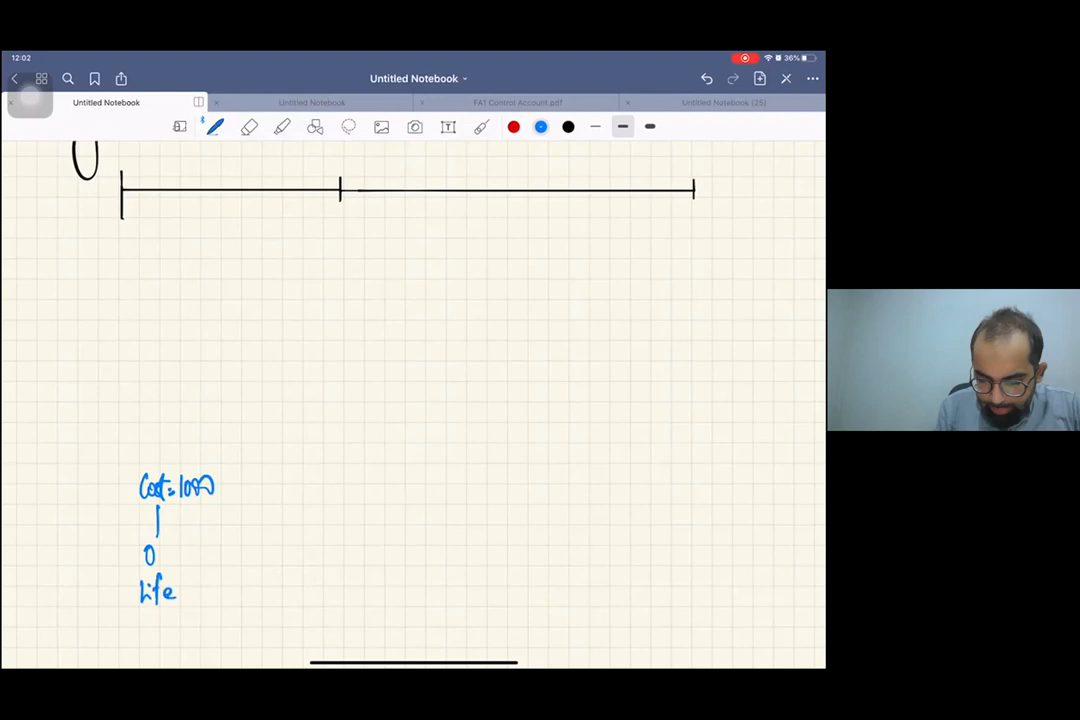 12:02
36%
Untitled Notebook
Untitled Notebook
Untitled Notebook
FA1 Control Account.pdf
Untitled Notebook (25)
0
Cost=1000
0
Life